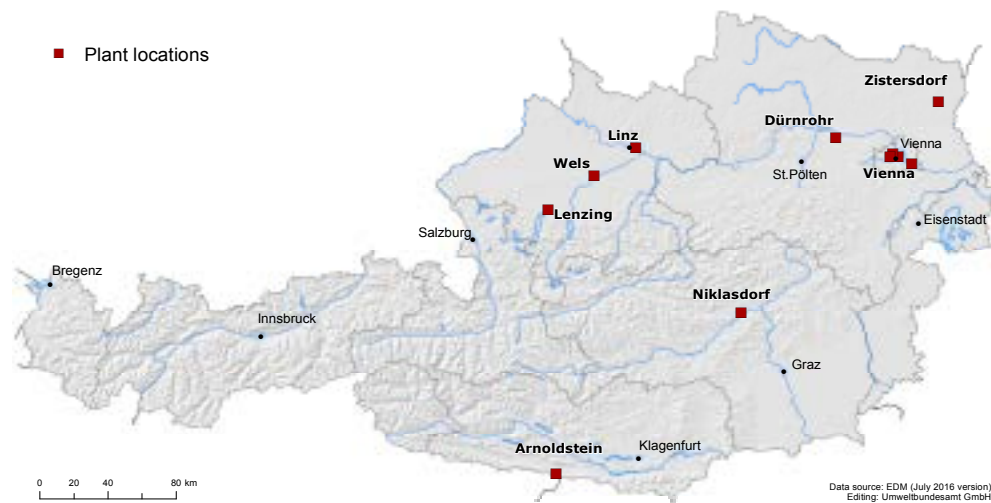 Plant locations
Zistersdorf
Dürnrohr
Linz
Vienna
Wels
St.Pölten
Vienna
Lenzing
Eisenstadt
Salzburg
Bregenz
Niklasdorf
Innsbruck
Graz
Arnoldstein
Klagenfurt
0 20 40 80 km
Data source: EDM (July 2016 version)
Editing: Umweltbundesamt GmbH